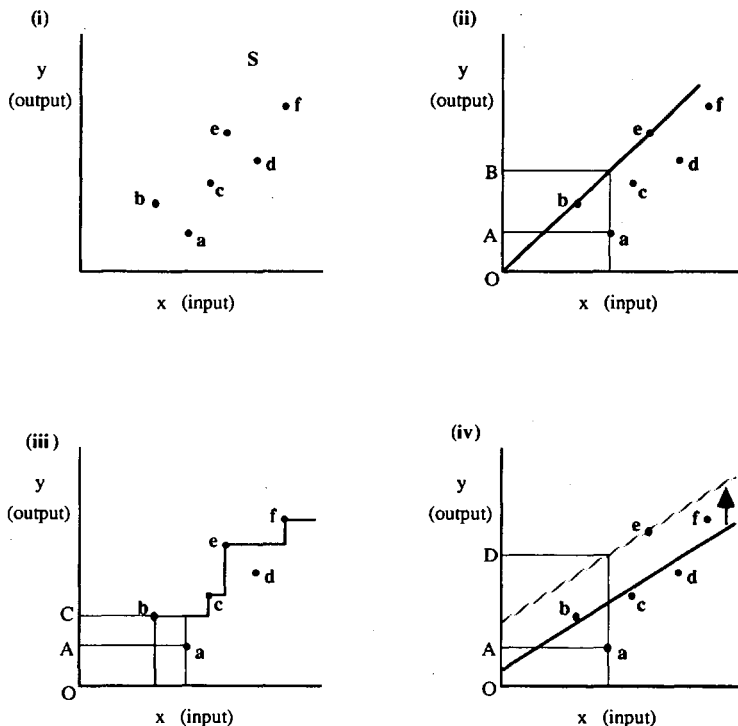 (i)
S
y
(output)
f
e
d
c
b
a
x (input)
(ii)
y
(output)
f
e
d
B
c
b
A
a
O
x (input)
(iii)
y
(output)
f
e
d
C
b
c
A
a
O
x (input)
(iv)
y
(output)
f
e
D
d
b
c
A
a
O
x (input)